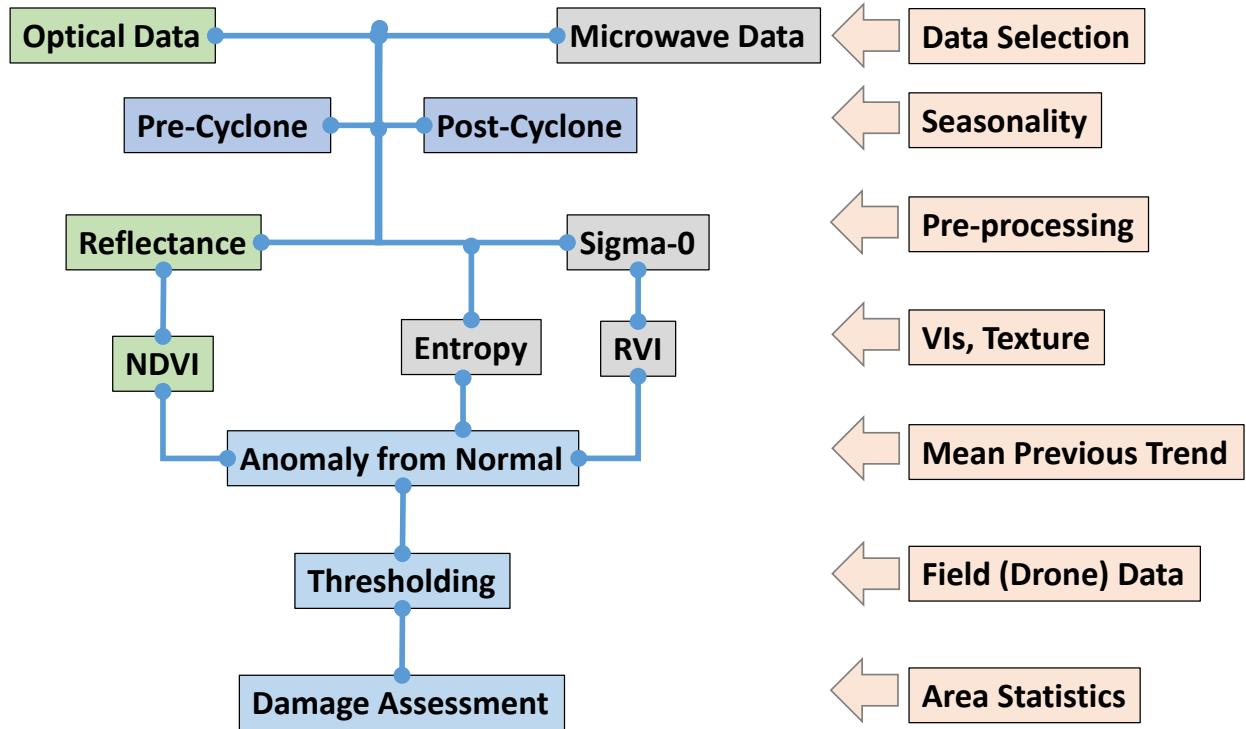 Optical Data
Microwave Data
Data Selection
Pre-Cyclone
Post-Cyclone
Seasonality
Reflectance
Sigma-0
Pre-processing
NDVI
Entropy
RVI
VIs, Texture
Anomaly from Normal
Mean Previous Trend
Thresholding
Field (Drone) Data
Damage Assessment
Area Statistics